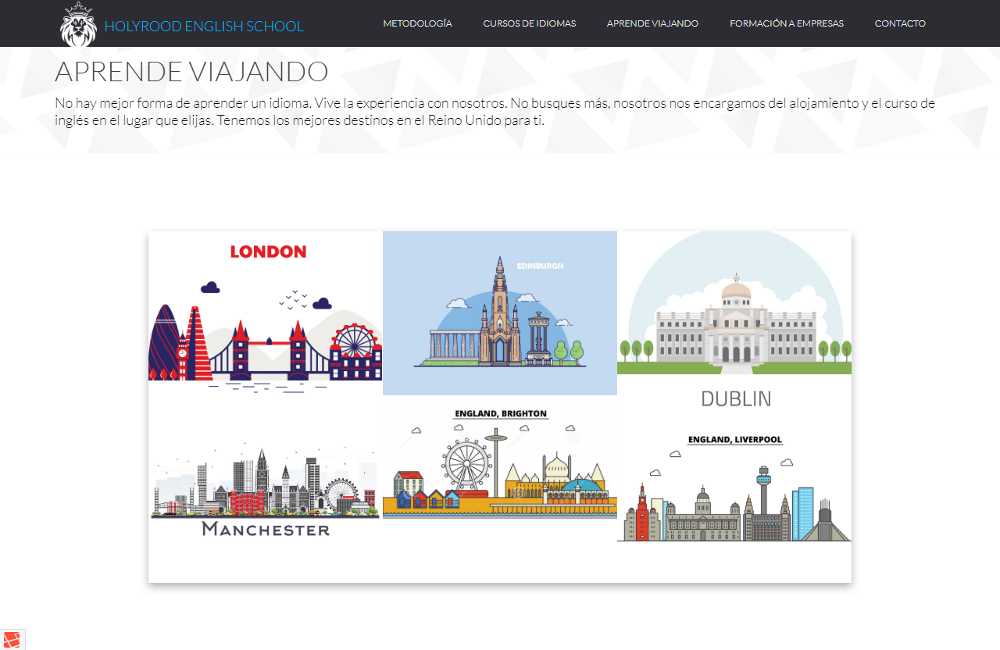 HOLYROOD ENGLISH SCHOOL
METODOLOGÍA
CURSOS DE IDIOMAS
APRENDE VIAJANDO
FORMACIÓN A EMPRESAS
CONTACTO
APRENDE VIAJANDO
No hay mejor forma de aprender un idioma. Vive la experiencia con nosotros. No busques más, nosotros nos encargamos del alojamiento y el curso de
inglés en el lugar que elijas. Tenemos los mejores destinos en el Reino Unido para ti.
LONDON
EDINBURGH
DUBLIN
MANCHESTER
ENGLAND, BRIGHTON
ENGLAND, LIVERPOOL